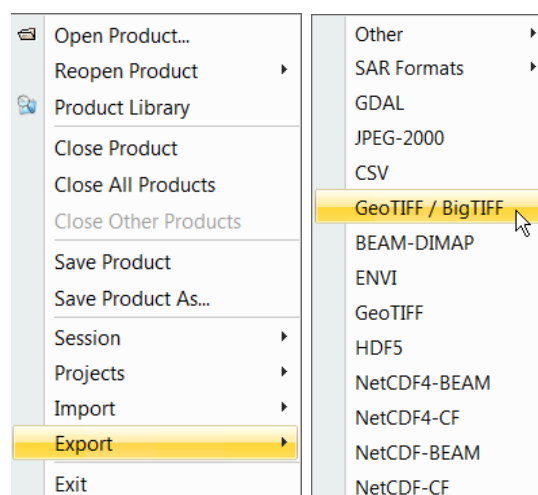 Open Product...
Reopen Product
Product Library
Close Product
Close All Products
Close Other Products
Save Product
Save Product As...
Session
Projects
Import
Export
Exit
Other
SAR Formats
GDAL
JPEG-2000
CSV
GeoTIFF / BigTIFF
BEAM-DIMAP
ENVI
GeoTIFF
HDF5
NetCDF4-BEAM
NetCDF4-CF
NetCDF-BEAM
NetCDF-CF